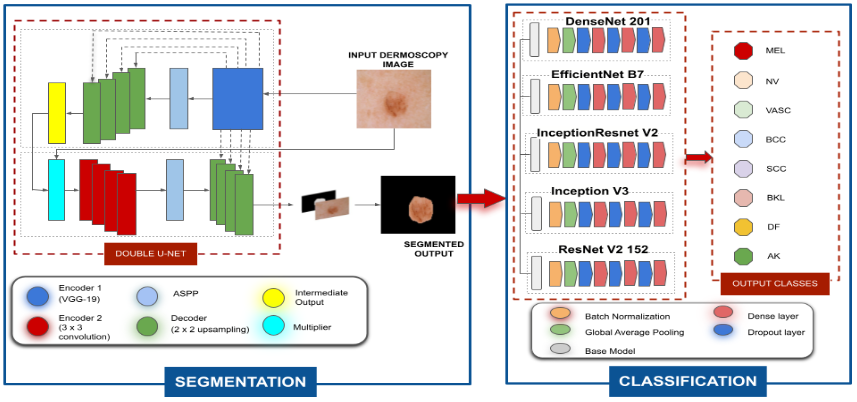 INPUT DERMOSCOPY
IMAGE
SEGMENTED
OUTPUT
DOUBLE U-NET
Encoder 1
(VGG-19)
ASPP
Intermediate
Output
Encoder 2
(3 x 3
convolution)
Decoder
(2 x 2 upsampling)
Multiplier
SEGMENTATION
DenseNet 201
EfficientNet B7
InceptionResnet V2
Inception V3
ResNet V2 152
MEL
NV
VASC
BCC
SCC
BKL
DF
AK
OUTPUT CLASSES
Batch Normalization
Dense layer
Global Average Pooling
Dropout layer
Base Model
CLASSIFICATION